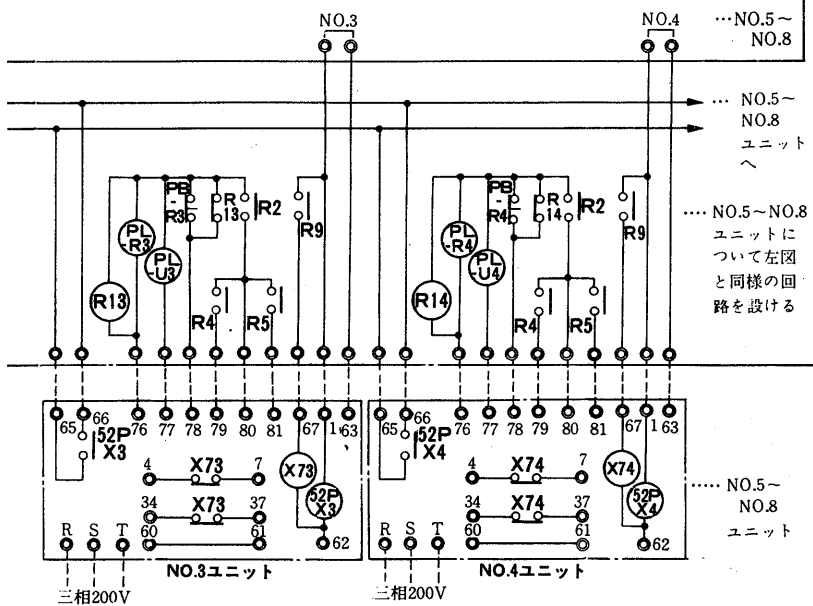 NO.3
NO.4
…NO.5～
NO.8
… NO.5～
NO.8
ユニット
へ
PB
-
R3
R
13
R2
R9
PL
-R3
PL
-U3
R13
R4
R5
PB
-
R4
R
14
R2
R9
PL
-R4
PL
-U4
R14
R4
R5
…. NO.5～NO.8
ユニットに
ついて左図
と同様の回
路を設ける
65
66
76
77
78
79
80
81
67
1
63
52P
X3
4
X73
7
34
X73
37
60
61
X73
52P
X3
62
R
S
T
NO.3ユニット
三相200V
65
66
76
77
78
79
80
81
67
1
63
52P
X4
4
X74
7
34
X74
37
60
61
X74
52P
X4
62
R
S
T
NO.4ユニット
三相200V
….. NO.5～
NO.8
ユニット